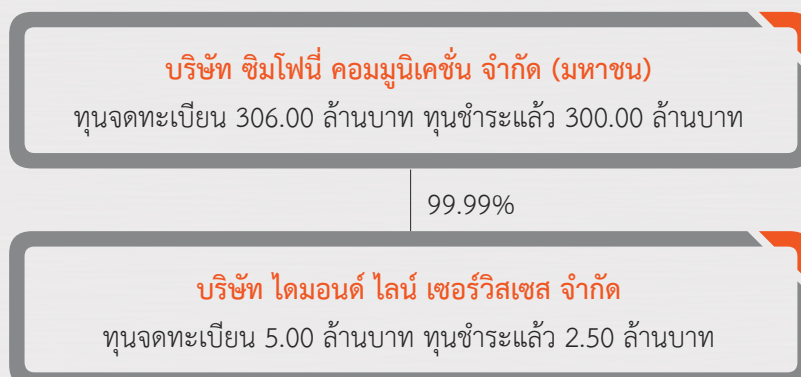 บริษัท ซิมโฟนี่ คอมมูนิเคชั่น จำกัด (มหาชน)
ทุนจดทะเบียน 306.00 ล้านบาท ทุนชำระแล้ว 300.00 ล้านบาท
99.99%
บริษัท ไดมอนด์ ไลน์ เซอร์วิสเซส จำกัด
ทุนจดทะเบียน 5.00 ล้านบาท ทุนชำระแล้ว 2.50 ล้านบาท